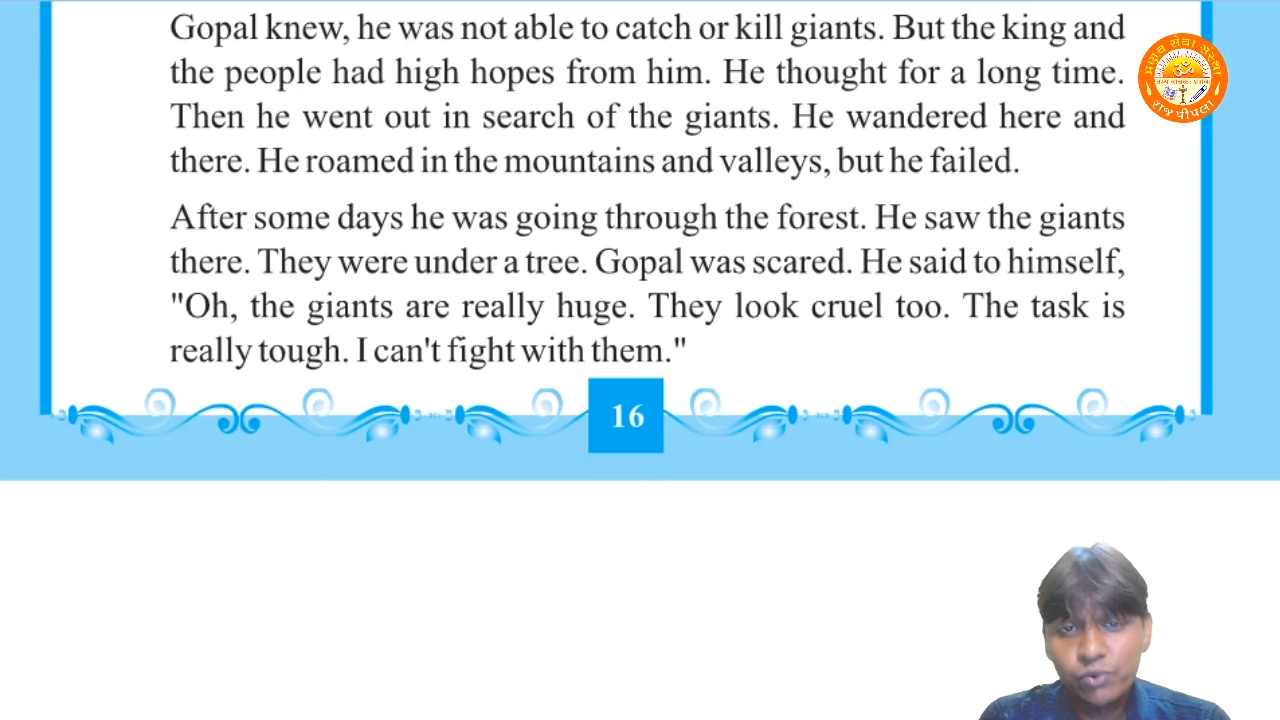 Gopal knew, he was not able to catch or kill giants. But the king and
the people had high hopes from him. He thought for a long time.
Then he went out in search of the giants. He wandered here and
there. He roamed in the mountains and valleys, but he failed.
After some days he was going through the forest. He saw the giants
there. They were under a tree. Gopal was scared. He said to himself,
"Oh, the giants are really huge. They look cruel too. The task is
really tough. I can't fight with them."
16
પ્રણવ સેવા સંસ્થા
રાજપીપલા